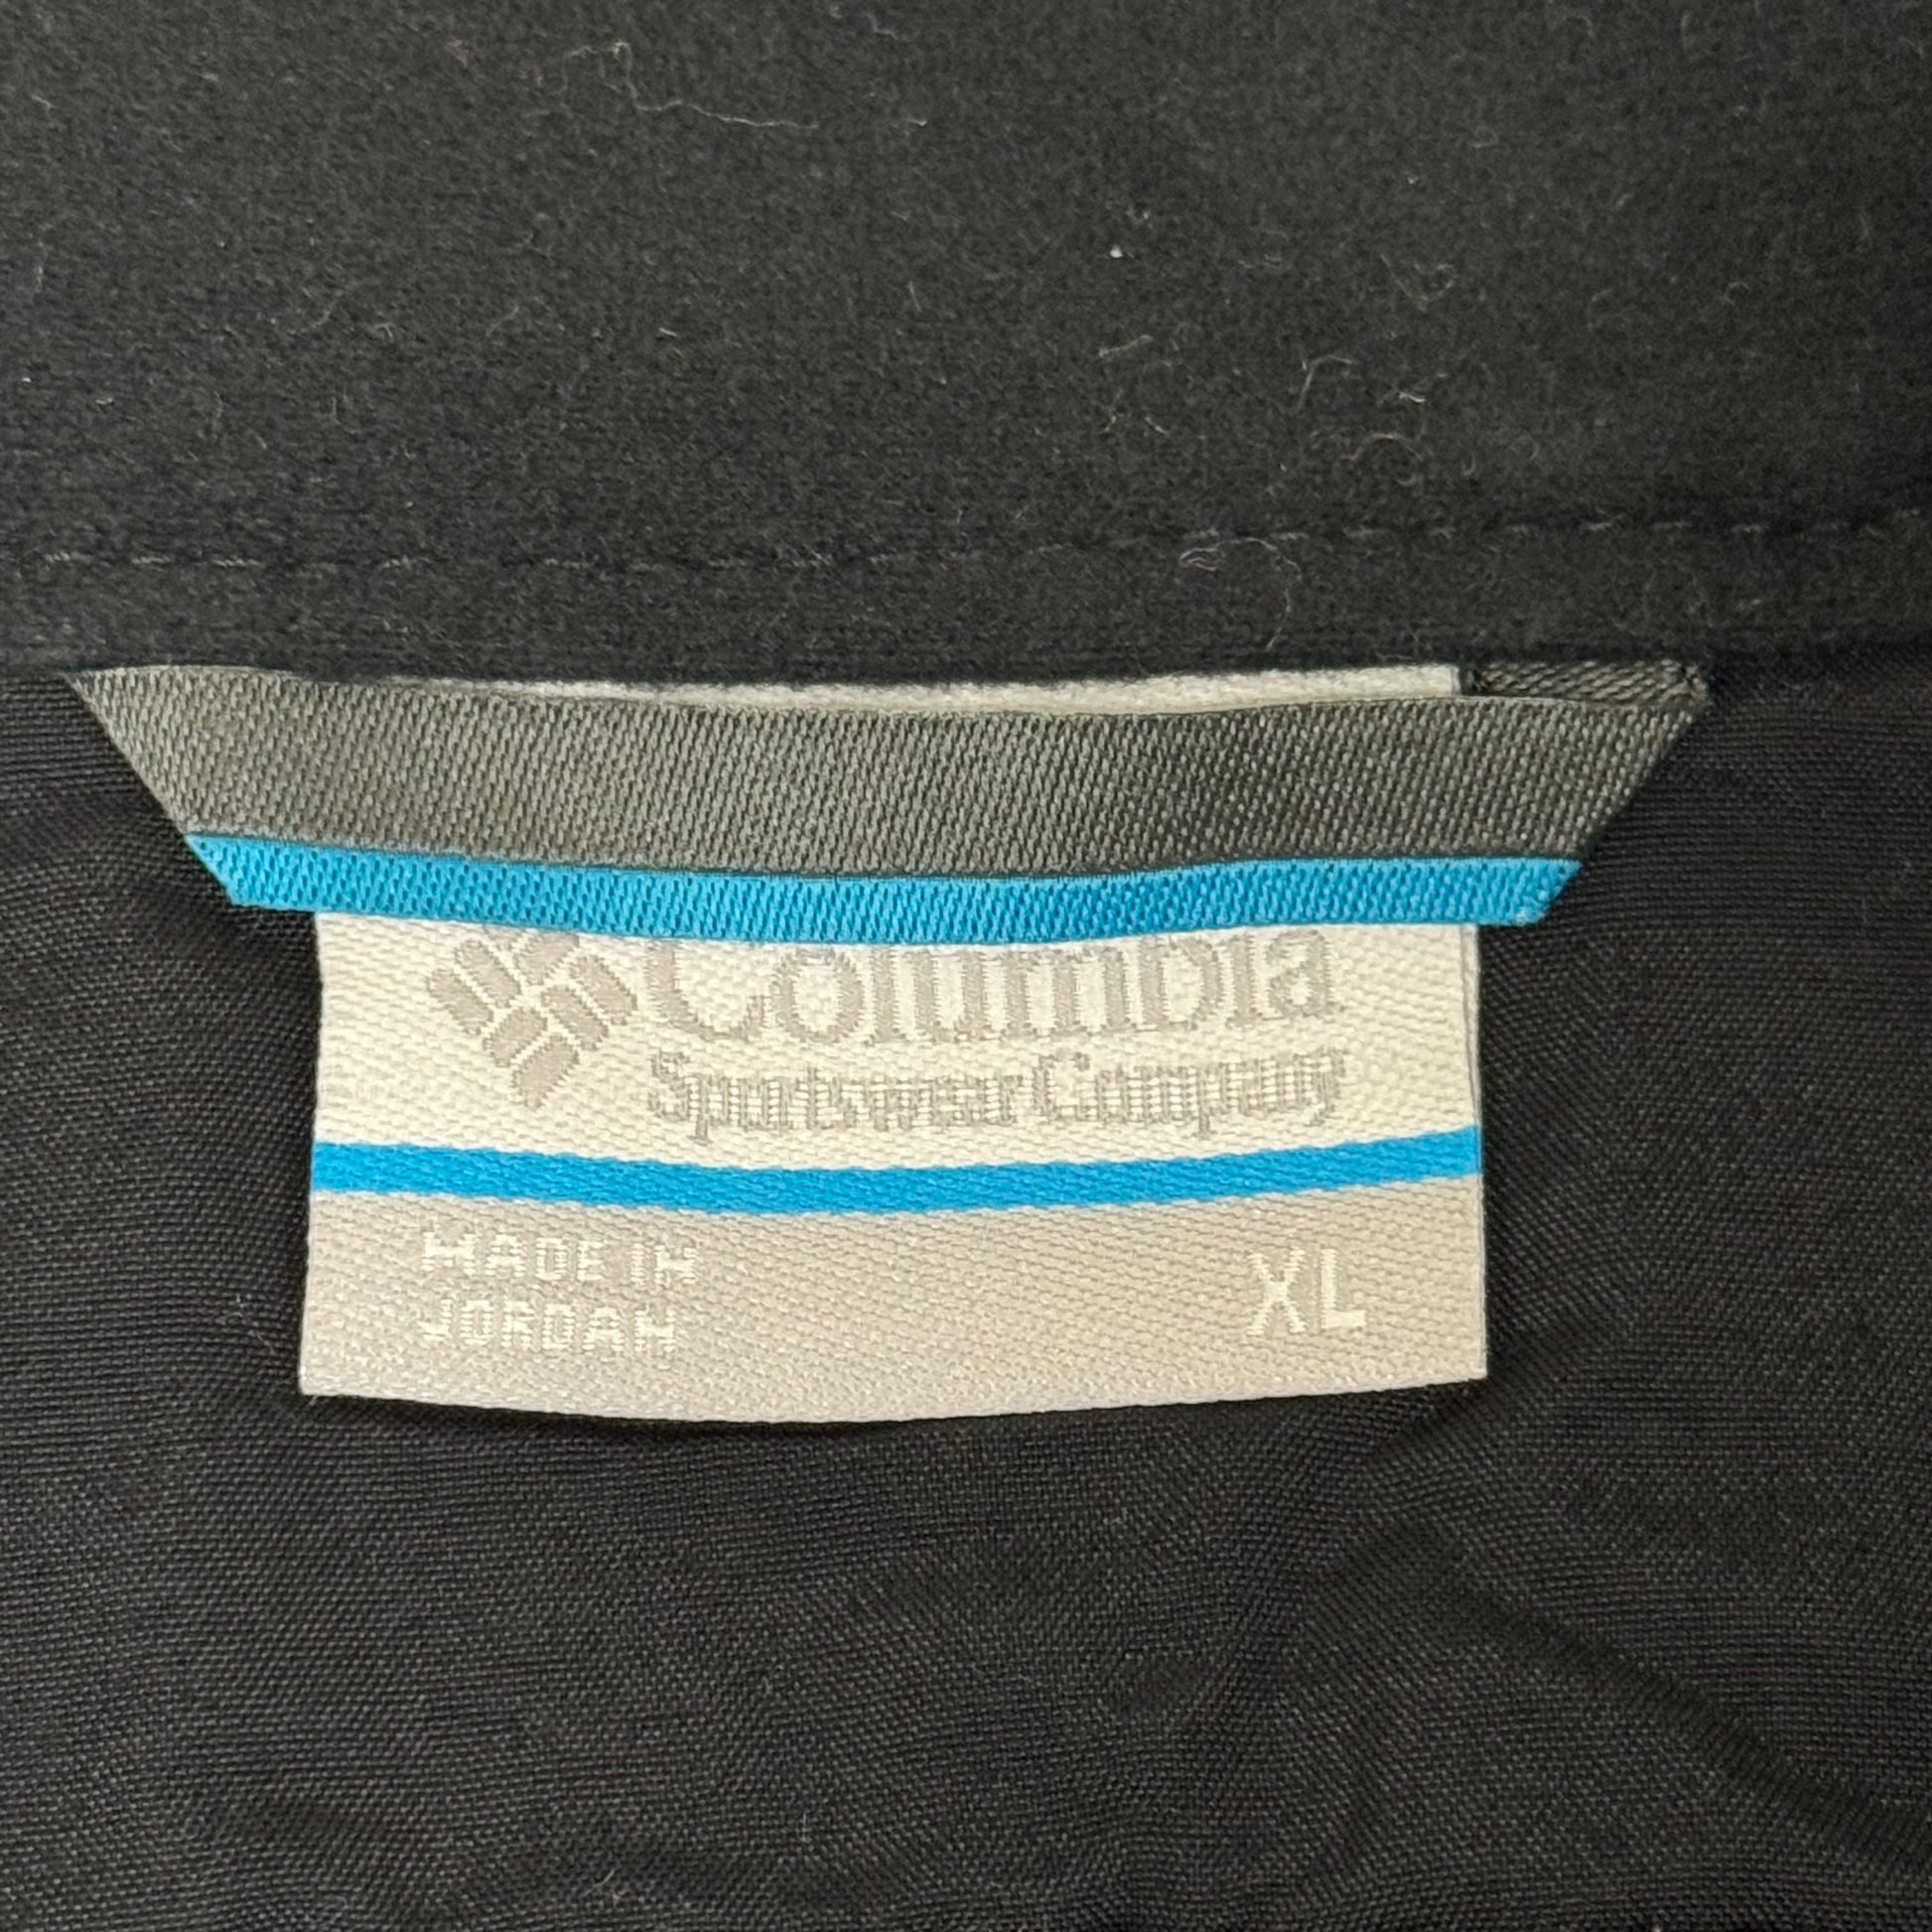 Columbia
Sportswear Company
MADE IN
JORDAN
XL